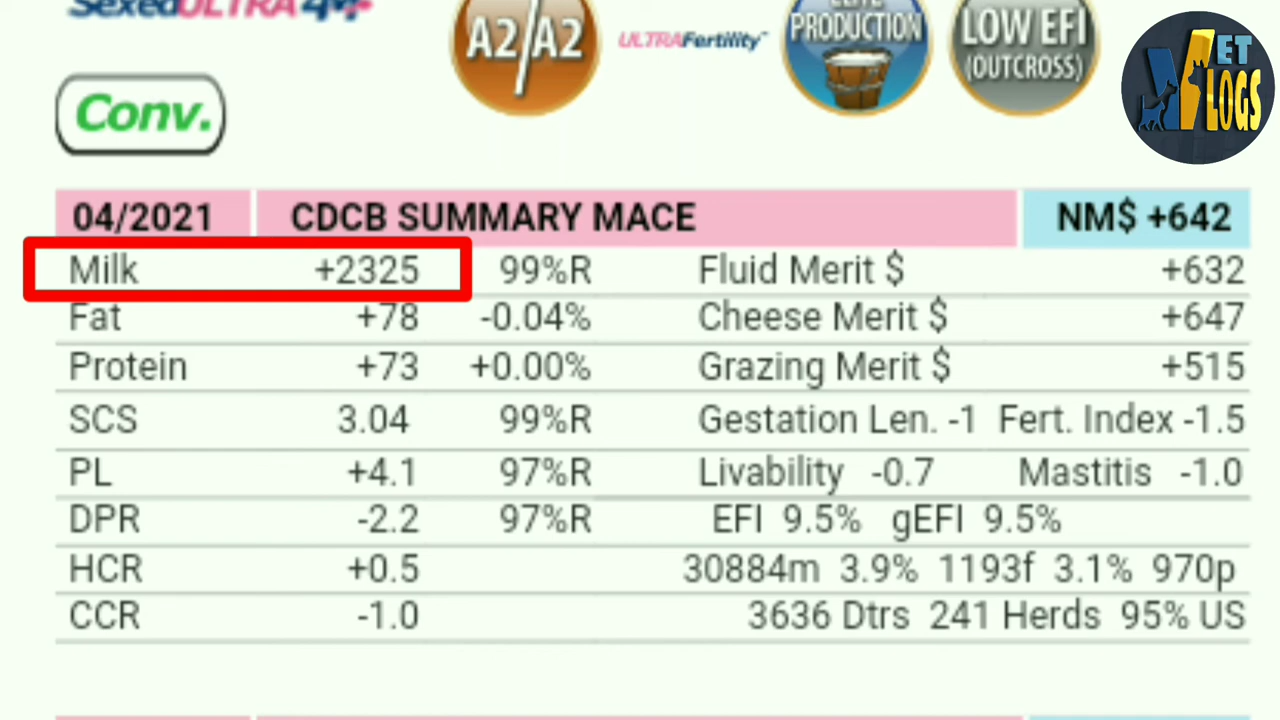 SexedULTRA 4M+
A2/A2
ULTRAFertility™
ELITE
PRODUCTION
LOW EFI
(OUTCROSS)
VET
VLOGS
Conv.
04/2021 CDCB SUMMARY MACE NM$ +642
Milk +2325 99%R Fluid Merit $ +632
Fat +78 -0.04% Cheese Merit $ +647
Protein +73 +0.00% Grazing Merit $ +515
SCS 3.04 99%R Gestation Len. -1 Fert. Index -1.5
PL +4.1 97%R Livability -0.7 Mastitis -1.0
DPR -2.2 97%R EFI 9.5% gEFI 9.5%
HCR +0.5 30884m 3.9% 1193f 3.1% 970p
CCR -1.0 3636 Dtrs 241 Herds 95% US